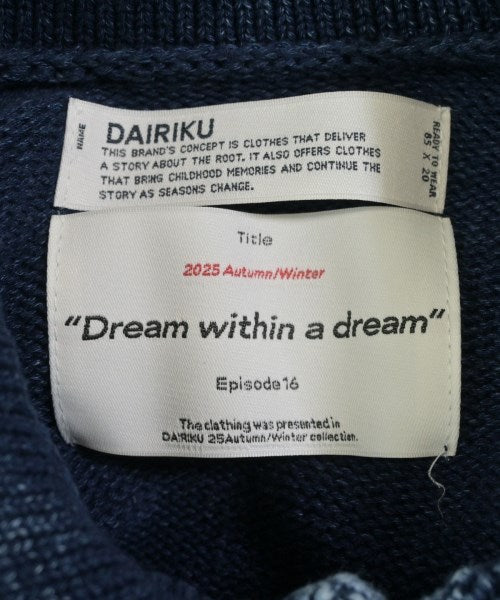 NAME
DAIRIKU
THIS BRAND'S CONCEPT IS CLOTHES THAT DELIVER
A STORY ABOUT THE ROOT. IT ALSO OFFERS CLOTHES
THAT BRING CHILDHOOD MEMORIES AND CONTINUE THE
STORY AS SEASONS CHANGE.
READY TO WEAR
85 X 20
Title
2025 Autumn/Winter
"Dream within a dream"
Episode 16
The clothing was presented in
DAIRIKU 25Autumn/Winter collection.